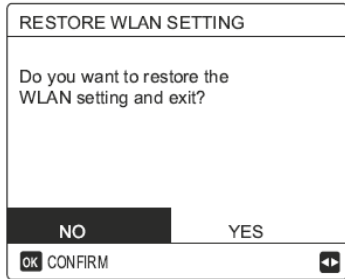 RESTORE WLAN SETTING
Do you want to restore the
WLAN setting and exit?
NO YES
OK CONFIRM